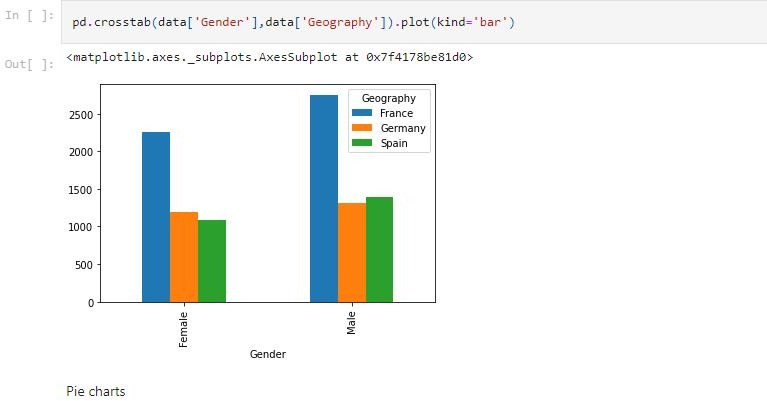 In [ ]: pd.crosstab(data['Gender'],data['Geography']).plot(kind='bar')
Out[ ]: <matplotlib.axes._subplots.AxesSubplot at 0x7f4178be81d0>
Geography
France
Germany
Spain
2500
2000
1500
1000
500
0
Female
Male
Gender
Pie charts